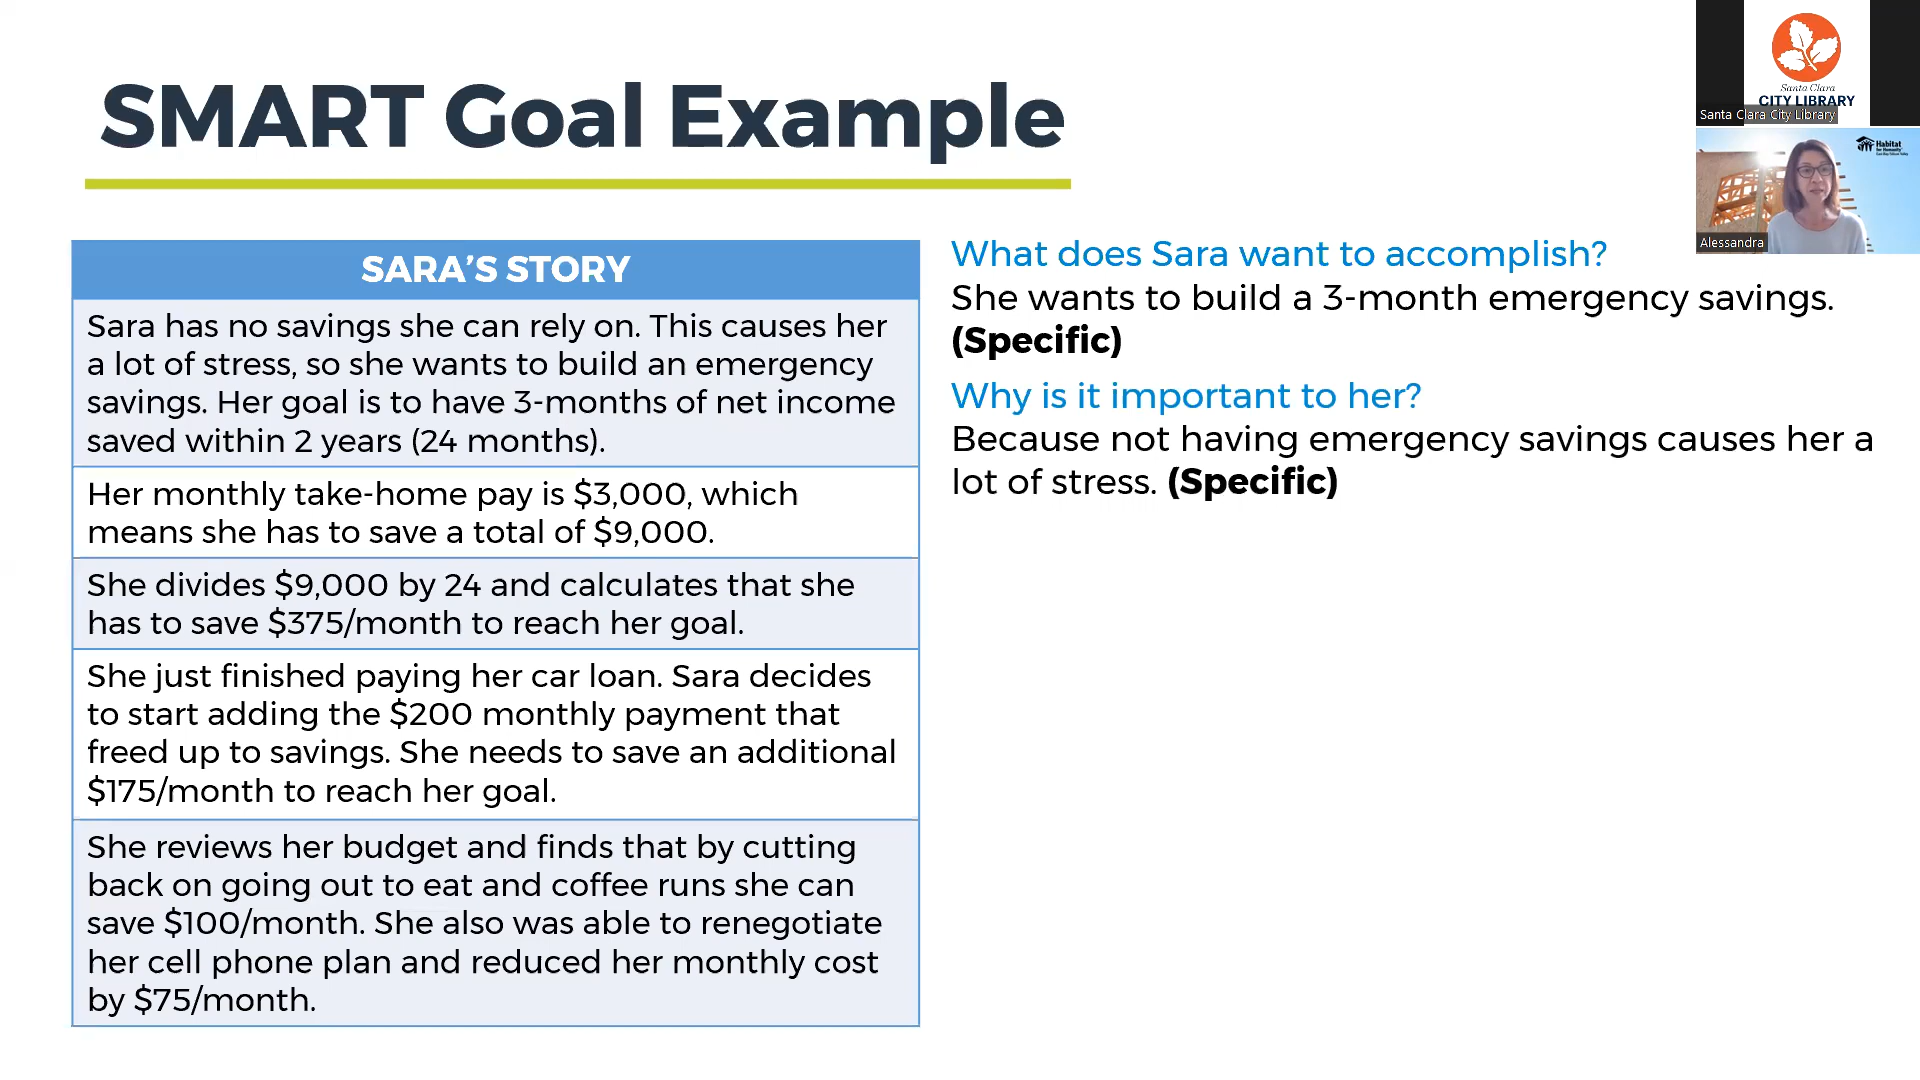 SMART Goal Example
SARA'S STORY
Sara has no savings she can rely on. This causes her
a lot of stress, so she wants to build an emergency
savings. Her goal is to have 3-months of net income
saved within 2 years (24 months).
Her monthly take-home pay is $3,000, which
means she has to save a total of $9,000.
She divides $9,000 by 24 and calculates that she
has to save $375/month to reach her goal.
She just finished paying her car loan. Sara decides
to start adding the $200 monthly payment that
freed up to savings. She needs to save an additional
$175/month to reach her goal.
She reviews her budget and finds that by cutting
back on going out to eat and coffee runs she can
save $100/month. She also was able to renegotiate
her cell phone plan and reduced her monthly cost
by $75/month.
What does Sara want to accomplish?
She wants to build a 3-month emergency savings.
(Specific)
Why is it important to her?
Because not having emergency savings causes her a
lot of stress. (Specific)
Santa Clara
CITY LIBRARY
Santa Clara City Library
Habitat
for Humanity
East Bay/Silicon Valley
Alessandra